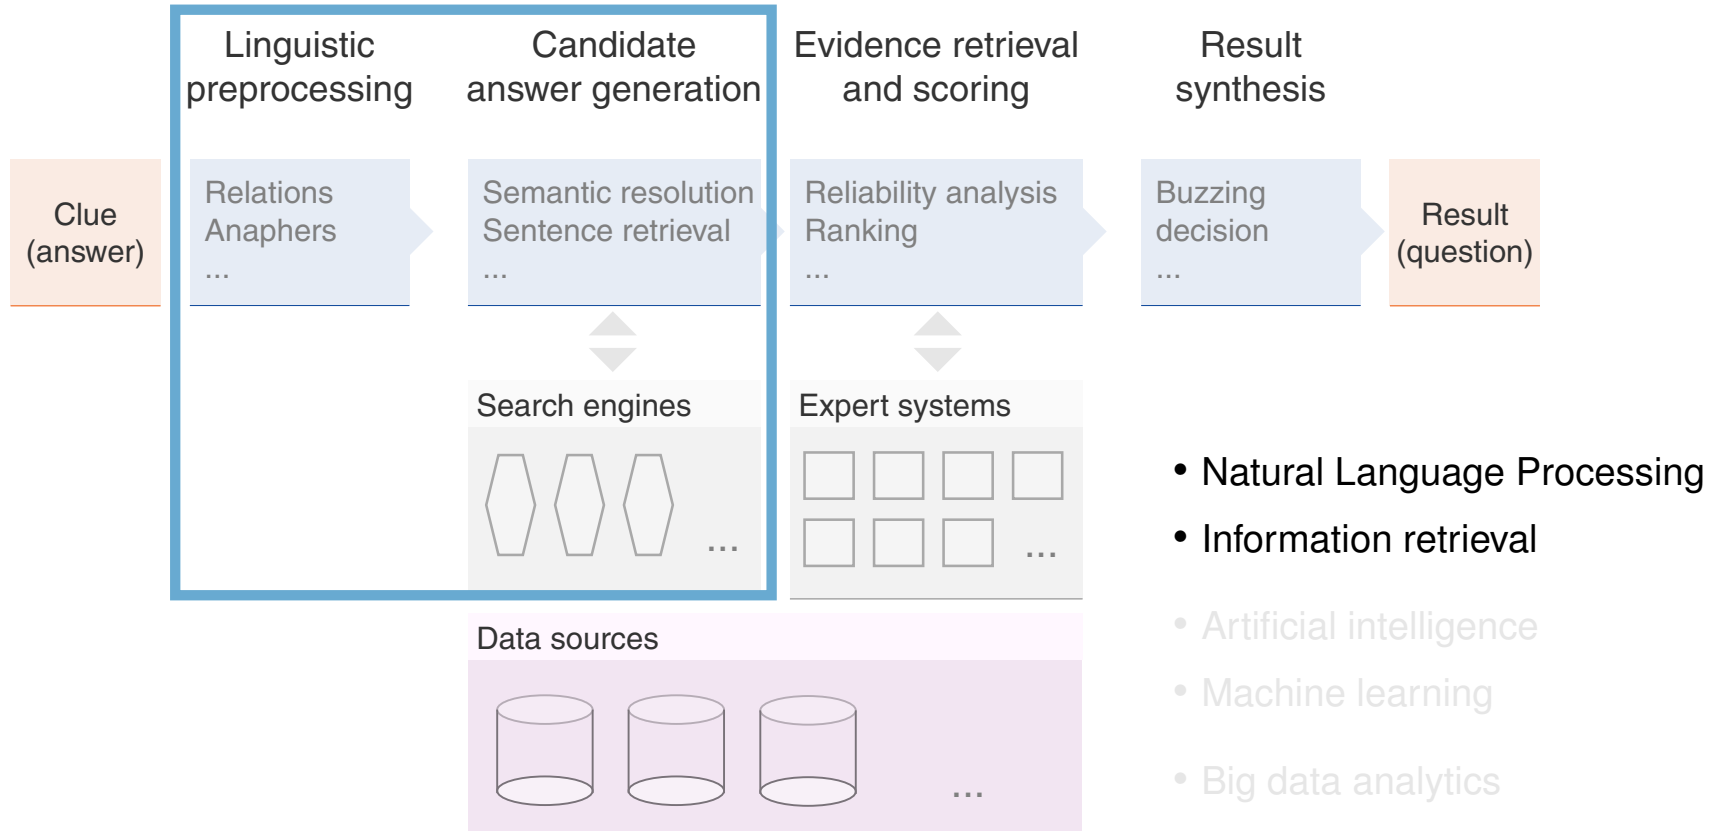 Linguistic
preprocessing
Candidate
answer generation
Evidence retrieval
and scoring
Result
synthesis
Clue
(answer)
Relations
Anaphers
...
Semantic resolution
Sentence retrieval
...
Reliability analysis
Ranking
...
Buzzing
decision
...
Result
(question)
Search engines
...
Expert systems
...
Data sources
...
• Natural Language Processing
• Information retrieval
• Artificial intelligence
• Machine learning
• Big data analytics